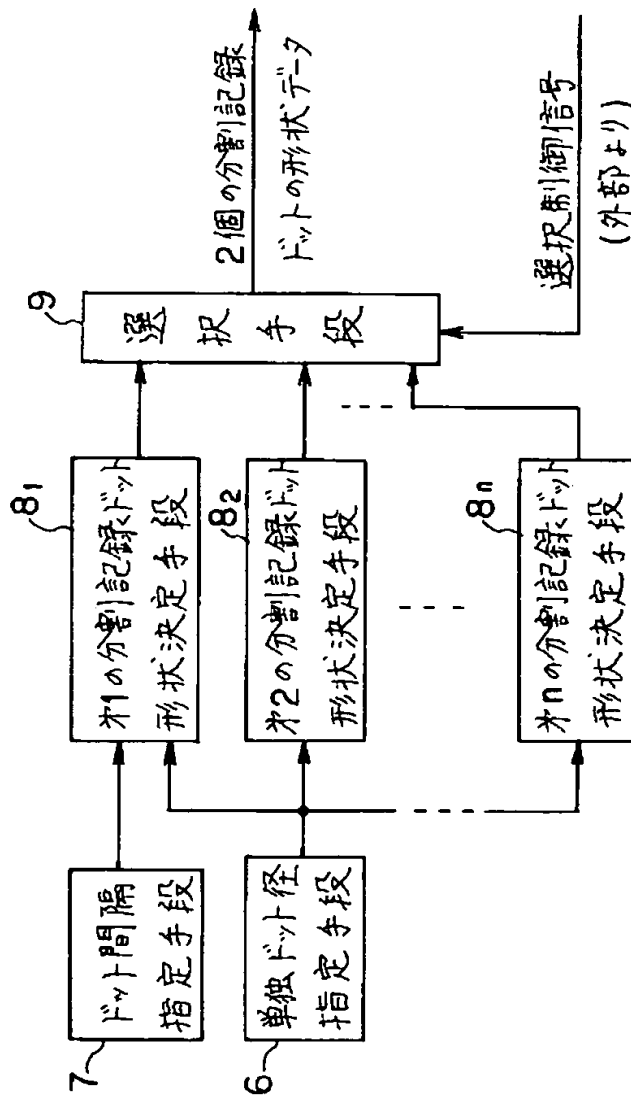 7
ドット間隔
指定手段
6
単独ドット径
指定手段
8₁
第1の分割記録ドット
形状決定手段
8₂
第2の分割記録ドット
形状決定手段
8n
第nの分割記録ドット
形状決定手段
9
選択手段
2個の分割記録
ドットの形状データ
選択制御信号
(外部より)